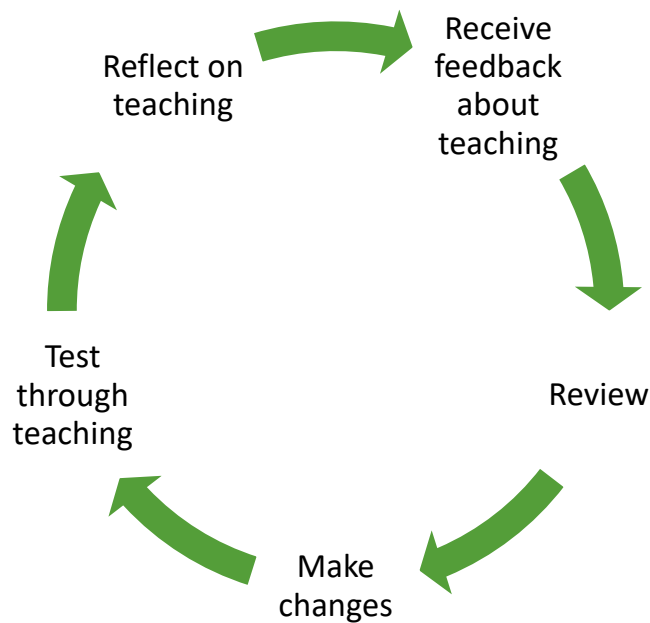 Reflect on
teaching
Receive
feedback
about
teaching
Review
Make
changes
Test
through
teaching